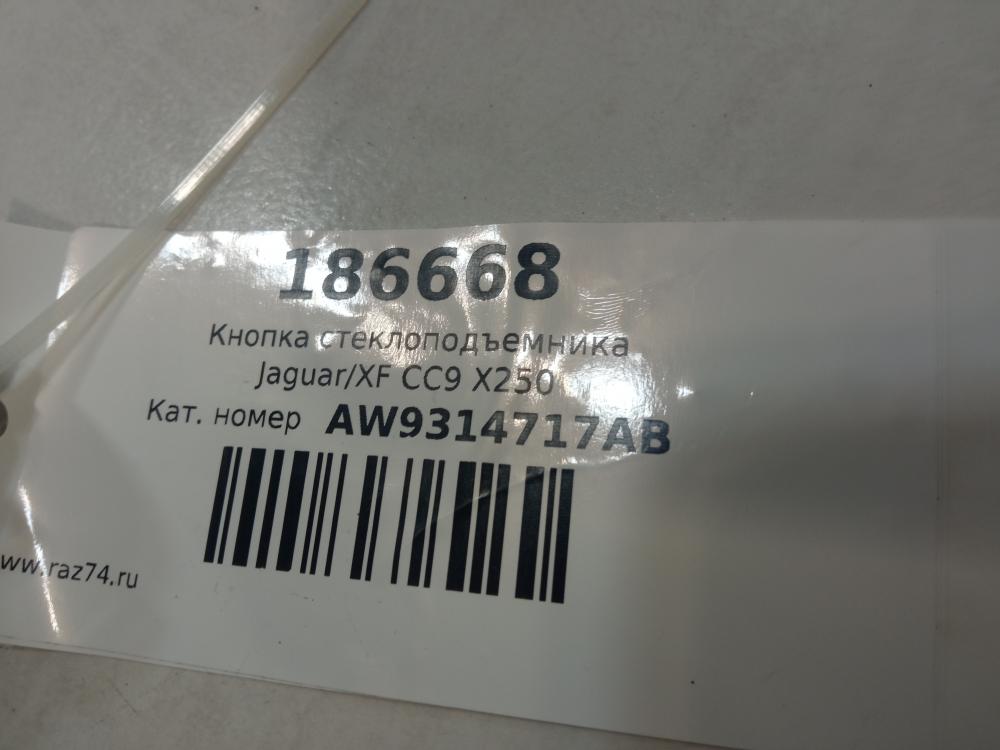 186668
Кнопка стеклоподъемника
Jaguar/XF CC9 X250
Кат. номер AW9314717AB
www.raz74.ru